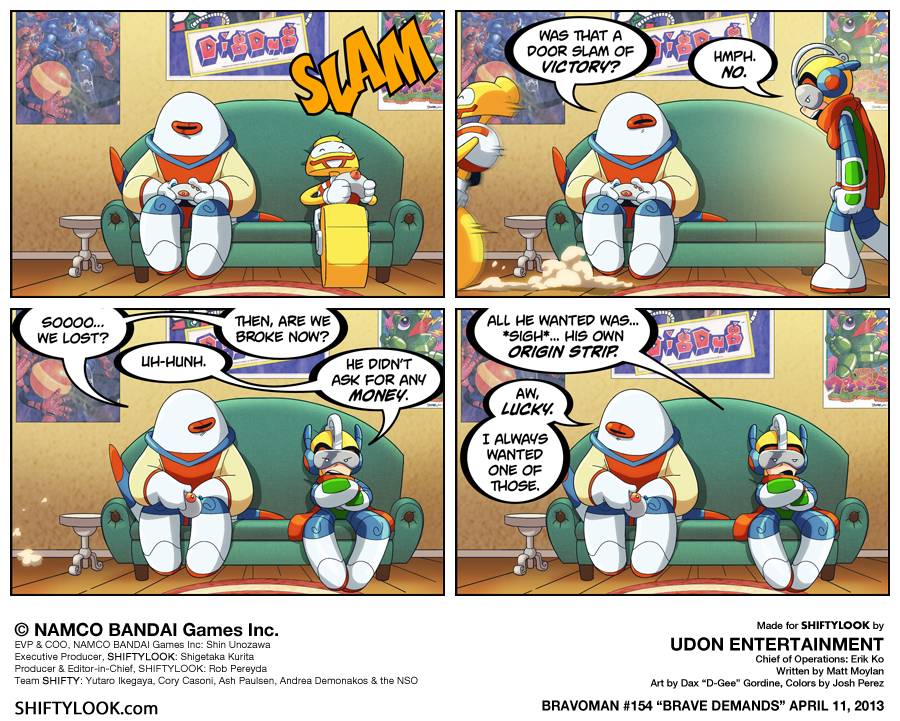 DigDug
SLAM
DigDug
WAS THAT A
DOOR SLAM OF
VICTORY?
HMPH.
NO.
SOOOO...
WE LOST?
THEN, ARE WE
BROKE NOW?
UH-HUNH.
HE DIDN'T
ASK FOR ANY
MONEY.
ALL HE WANTED WAS...
*SIGH*... HIS OWN
ORIGIN STRIP.
DigDug
AW,
LUCKY.
I ALWAYS
WANTED
ONE OF
THOSE.
© NAMCO BANDAI Games Inc.
EVP & COO, NAMCO BANDAI Games Inc: Shin Unozawa
Executive Producer, SHIFTYLOOK: Shigetaka Kurita
Producer & Editor-in-Chief, SHIFTYLOOK: Rob Pereyda
Team SHIFTY: Yutaro Ikegaya, Cory Casoni, Ash Paulsen, Andrea Demonakos & the NSO
SHIFTYLOOK.com
Made for SHIFTYLOOK by
UDON ENTERTAINMENT
Chief of Operations: Erik Ko
Written by Matt Moylan
Art by Dax “D-Gee” Gordine, Colors by Josh Perez
BRAVOMAN #154 “BRAVE DEMANDS” APRIL 11, 2013